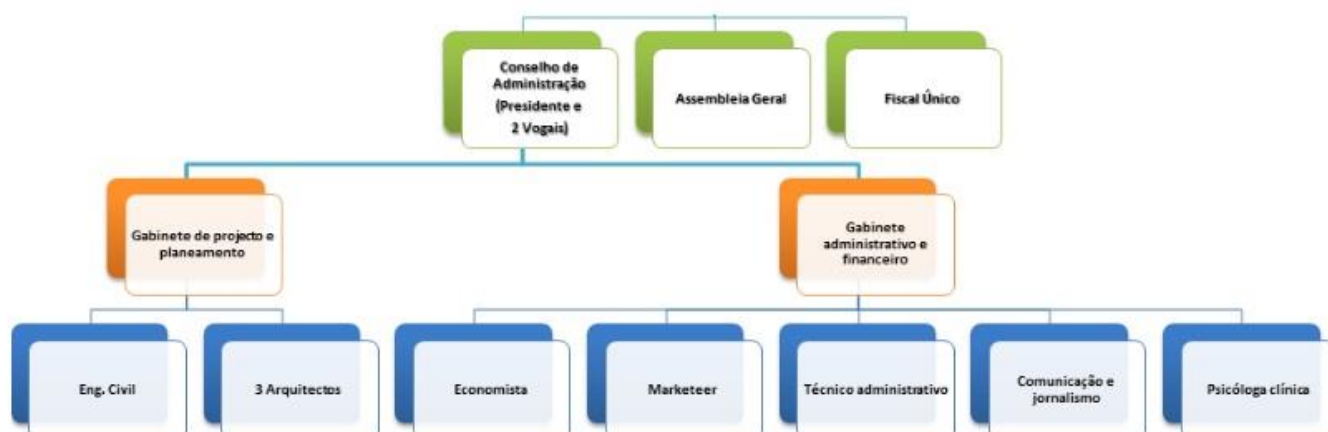 Conselho de
Administração
(Presidente e
2 Vogais)
Assembleia Geral
Fiscal Único
Gabinete de projecto e
planeamento
Gabinete
administrativo e
financeiro
Eng. Civil
3 Arquitectos
Economista
Marketeer
Técnico administrativo
Comunicação e
jornalismo
Psicóloga clínica